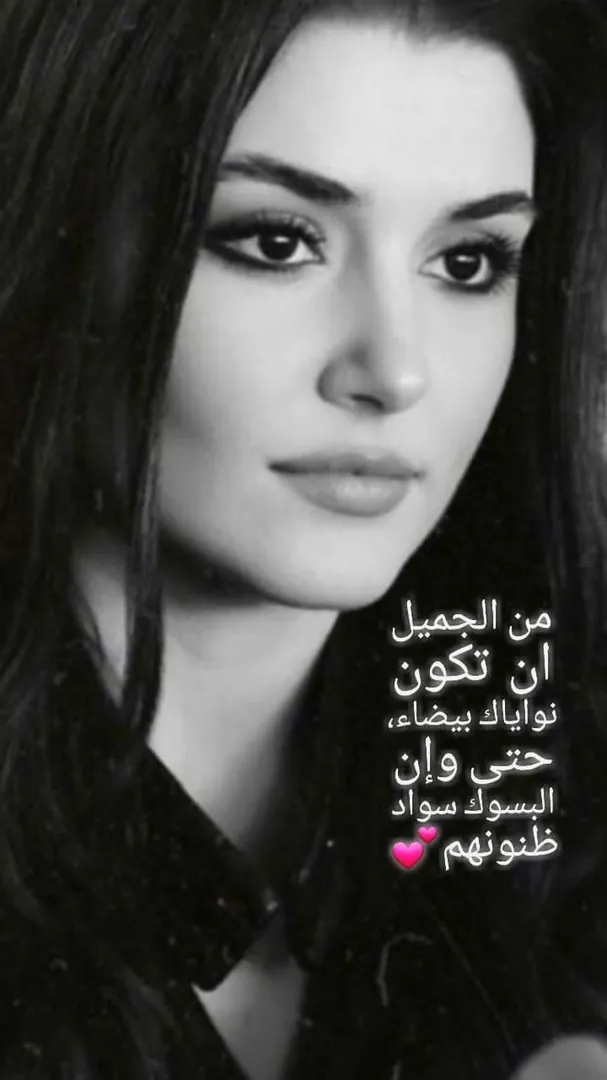 من الجميل
ان تكون
نواياك بيضاء،
حتى وإن
البسوك سواد
ظنونهم 💕